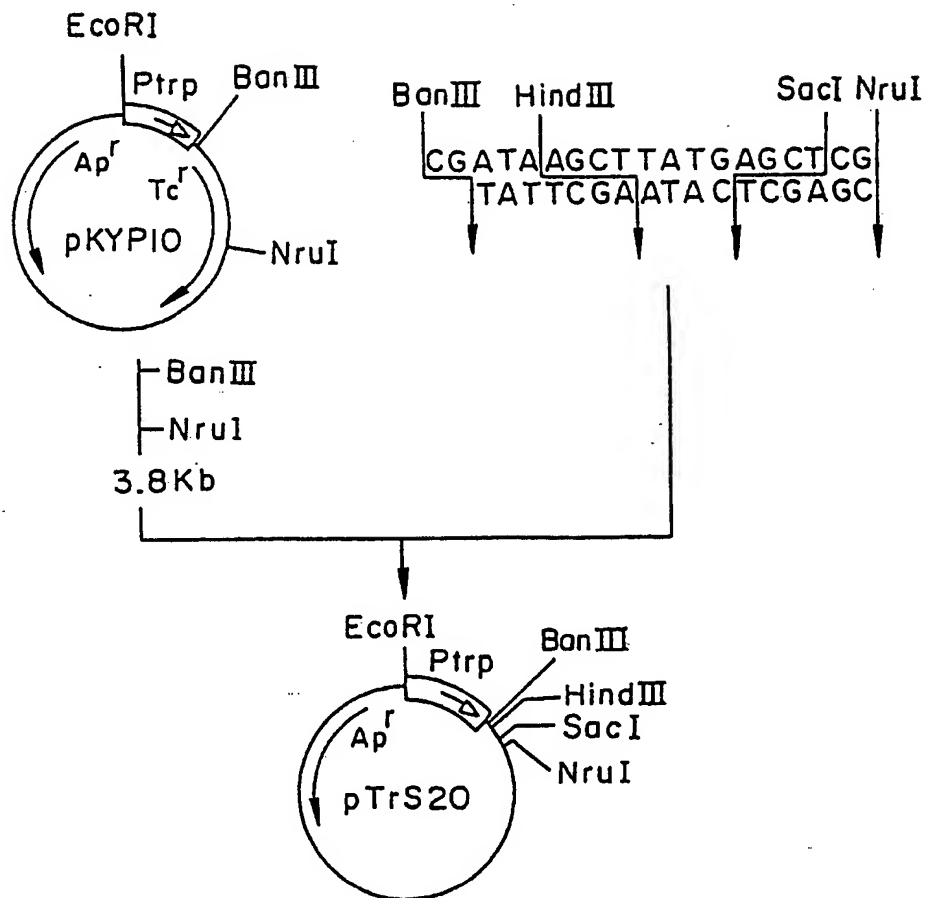 EcoRI
Ptrp
BanIII
Ap^r
Tc^r
pKYP10
NruI
BanIII HindIII SacI NruI
CGATAAGCTTATGAGCTCG
TATTCGAATACTCGAGC
BanIII
Nru1
3.8Kb
EcoRI
Ptrp
BanIII
HindIII
SacI
NruI
Ap^r
pTrS20